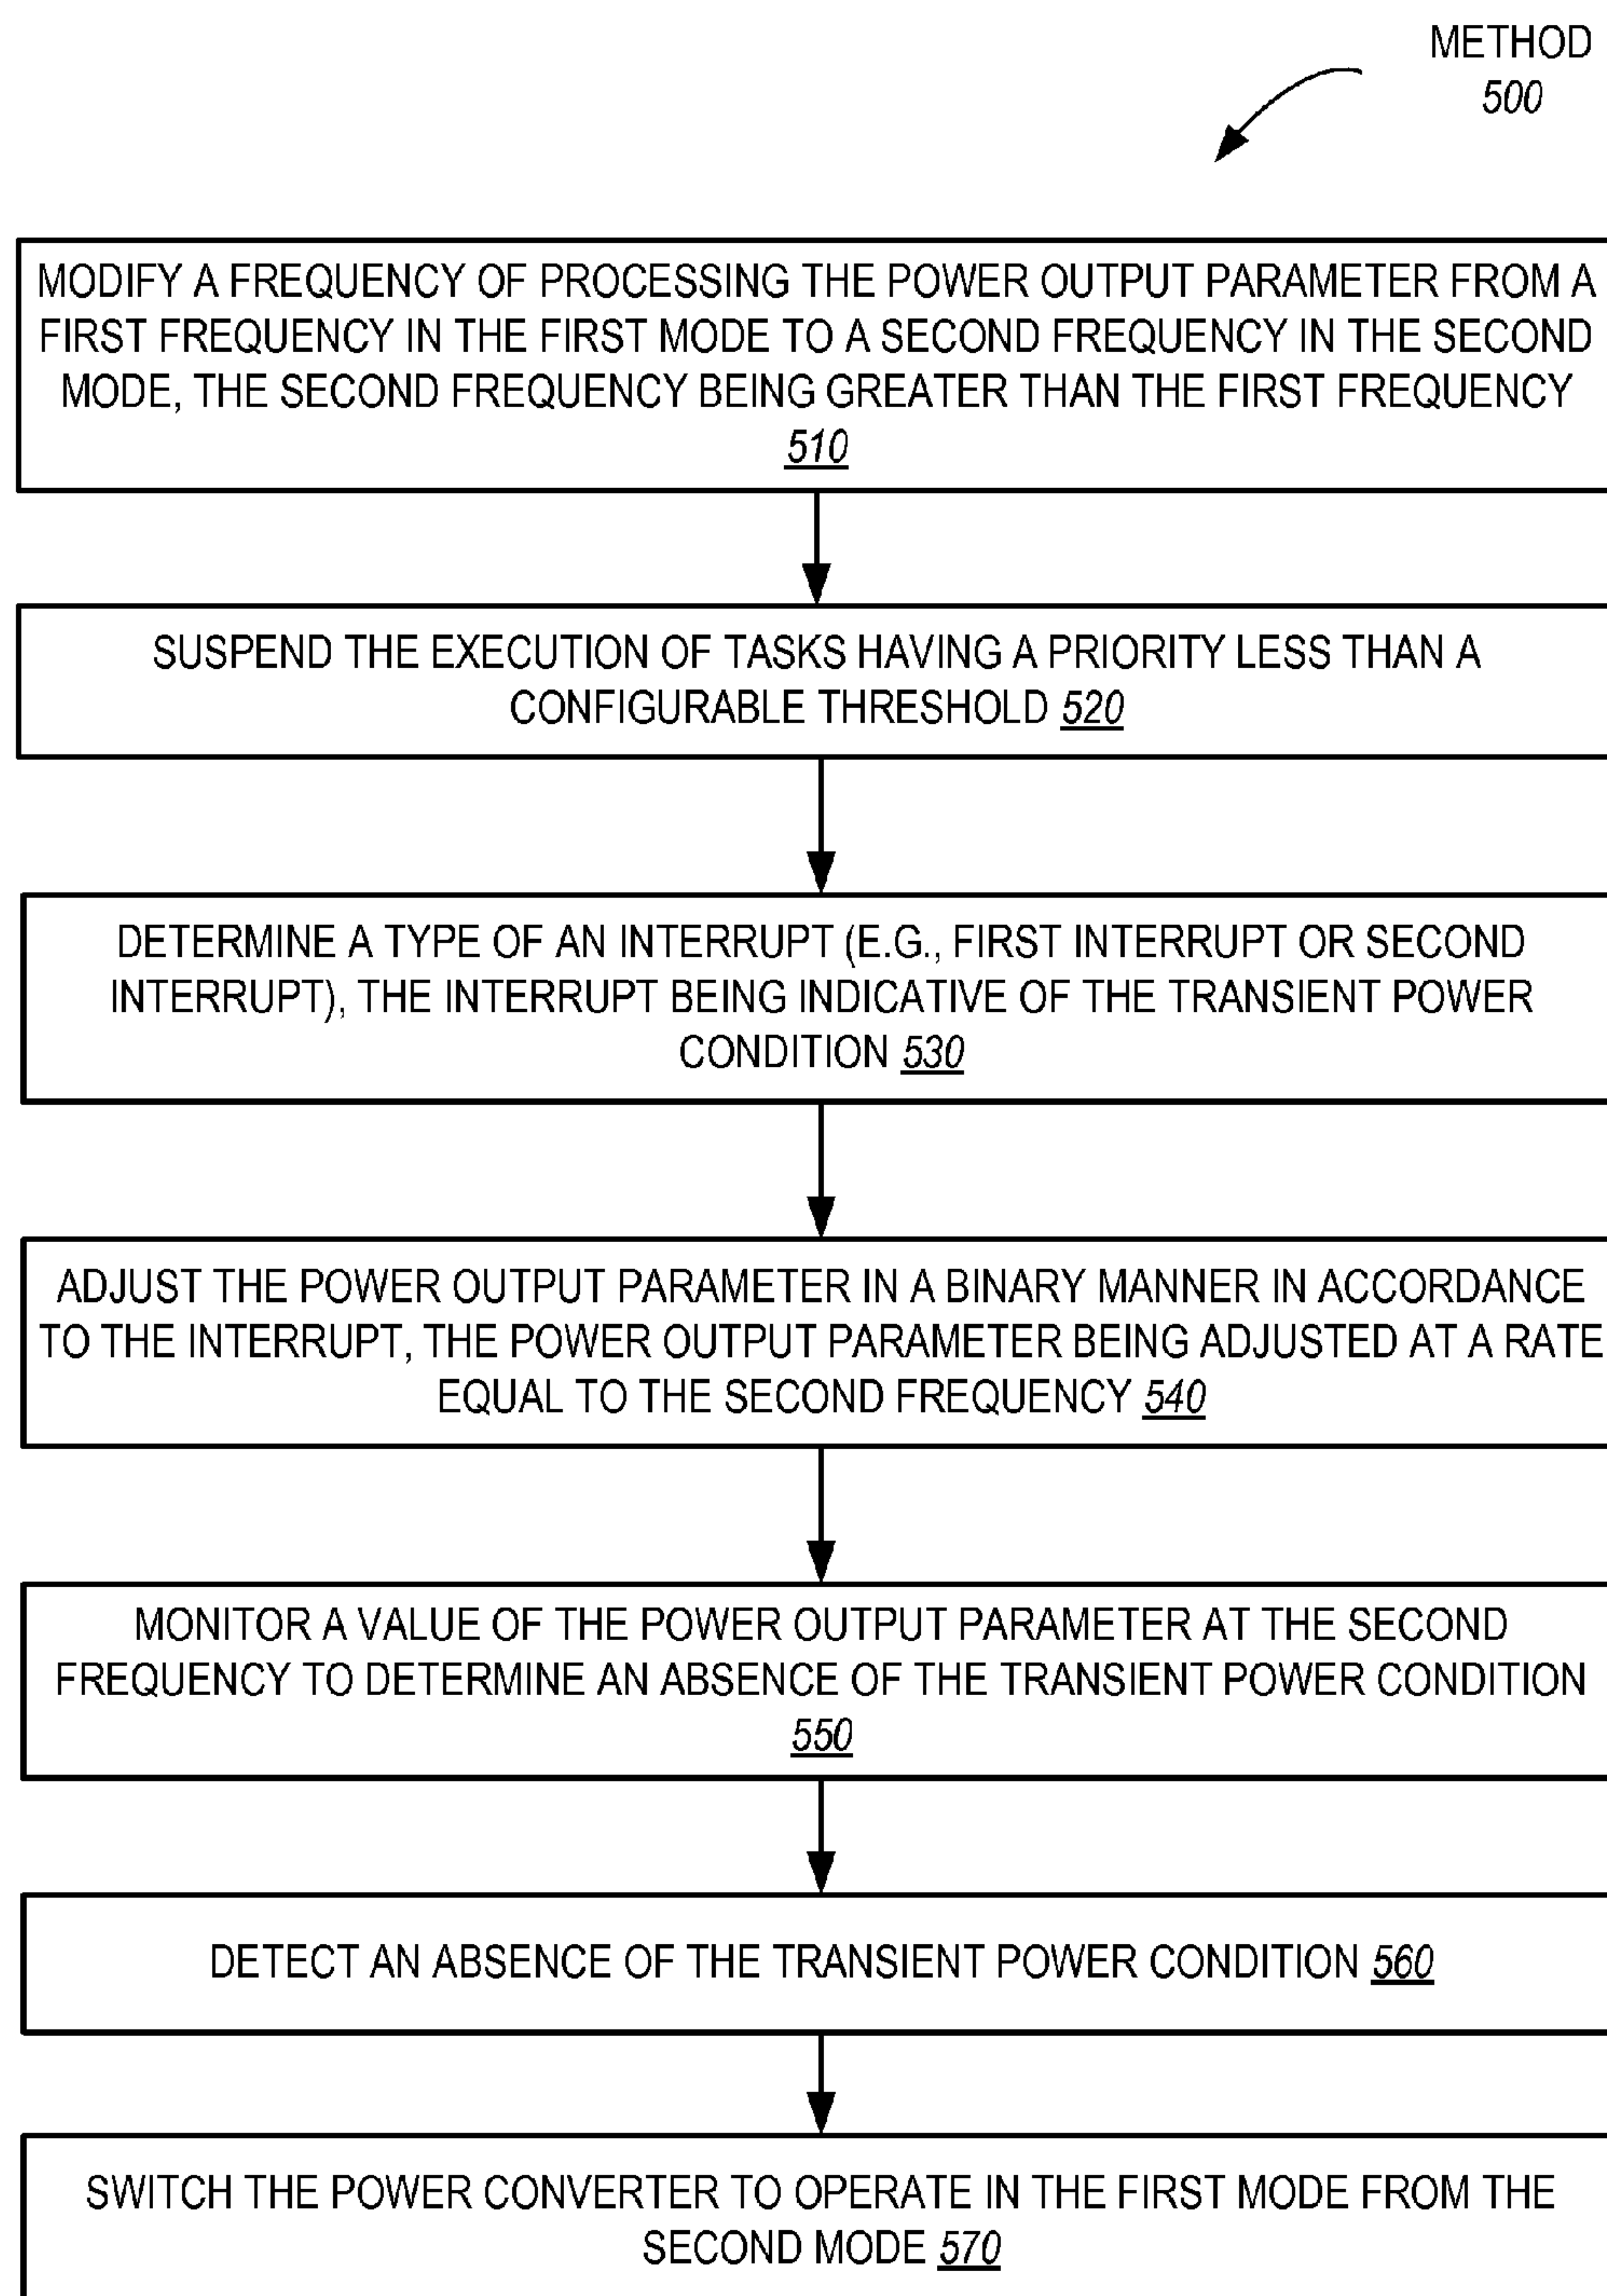 METHOD
500
MODIFY A FREQUENCY OF PROCESSING THE POWER OUTPUT PARAMETER FROM A
FIRST FREQUENCY IN THE FIRST MODE TO A SECOND FREQUENCY IN THE SECOND
MODE, THE SECOND FREQUENCY BEING GREATER THAN THE FIRST FREQUENCY
510
SUSPEND THE EXECUTION OF TASKS HAVING A PRIORITY LESS THAN A
CONFIGURABLE THRESHOLD 520
DETERMINE A TYPE OF AN INTERRUPT (E.G., FIRST INTERRUPT OR SECOND
INTERRUPT), THE INTERRUPT BEING INDICATIVE OF THE TRANSIENT POWER
CONDITION 530
ADJUST THE POWER OUTPUT PARAMETER IN A BINARY MANNER IN ACCORDANCE
TO THE INTERRUPT, THE POWER OUTPUT PARAMETER BEING ADJUSTED AT A RATE
EQUAL TO THE SECOND FREQUENCY 540
MONITOR A VALUE OF THE POWER OUTPUT PARAMETER AT THE SECOND
FREQUENCY TO DETERMINE AN ABSENCE OF THE TRANSIENT POWER CONDITION
550
DETECT AN ABSENCE OF THE TRANSIENT POWER CONDITION 560
SWITCH THE POWER CONVERTER TO OPERATE IN THE FIRST MODE FROM THE
SECOND MODE 570